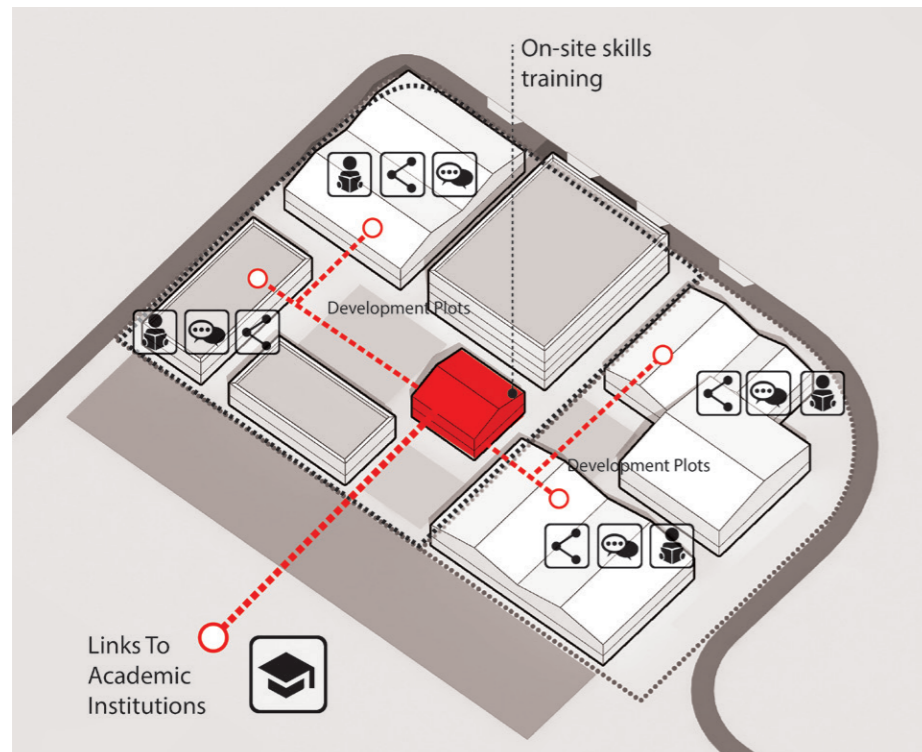 On-site skills
training
Development Plots
Development Plots
Links To
Academic
Institutions